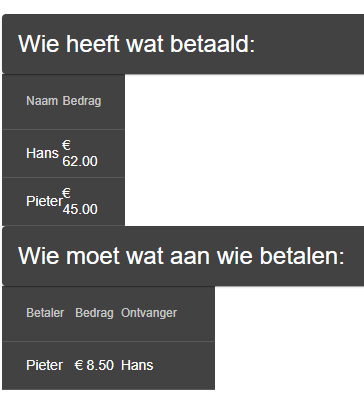 Wie heeft wat betaald:
Naam Bedrag
Hans € 62.00
Pieter € 45.00
Wie moet wat aan wie betalen:
Betaler Bedrag Ontvanger
Pieter € 8.50 Hans